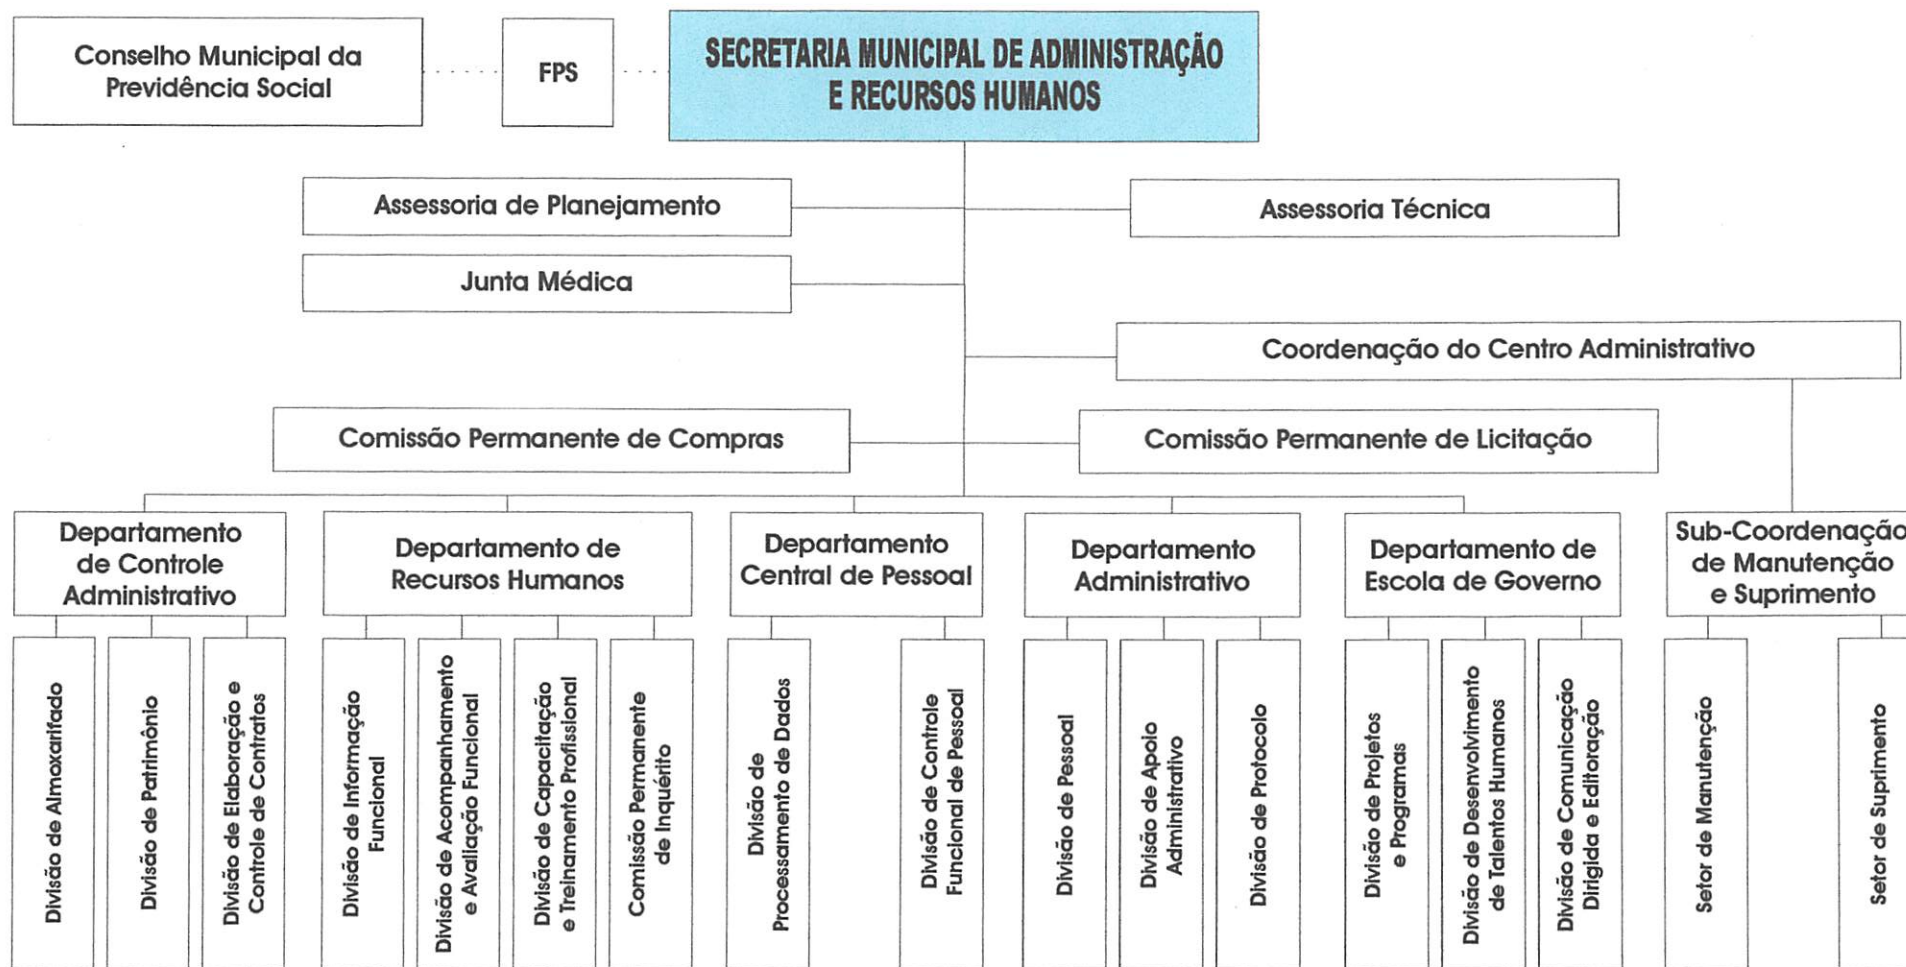 Conselho Municipal da
Previdência Social
FPS
SECRETARIA MUNICIPAL DE ADMINISTRAÇÃO
E RECURSOS HUMANOS
Assessoria de Planejamento
Assessoria Técnica
Junta Médica
Coordenação do Centro Administrativo
Comissão Permanente de Compras
Comissão Permanente de Licitação
Departamento
de Controle
Administrativo
Departamento de
Recursos Humanos
Departamento
Central de Pessoal
Departamento
Administrativo
Departamento de
Escola de Governo
Sub-Coordenação
de Manutenção
e Suprimento
Divisão de Almoxarifado
Divisão de Patrimônio
Divisão de Elaboração e
Controle de Contratos
Divisão de Informação
Funcional
Divisão de Acompanhamento
e Avaliação Funcional
Divisão de Capacitação
e Treinamento Profissional
Comissão Permanente
de Inquérito
Divisão de
Processamento de Dados
Divisão de Controle
Funcional de Pessoal
Divisão de Pessoal
Divisão de Apoio
Administrativo
Divisão de Protocolo
Divisão de Projetos
e Programas
Divisão de Desenvolvimento
de Talentos Humanos
Divisão de Comunicação
Dirigida e Editoração
Setor de Manutenção
Setor de Suprimento